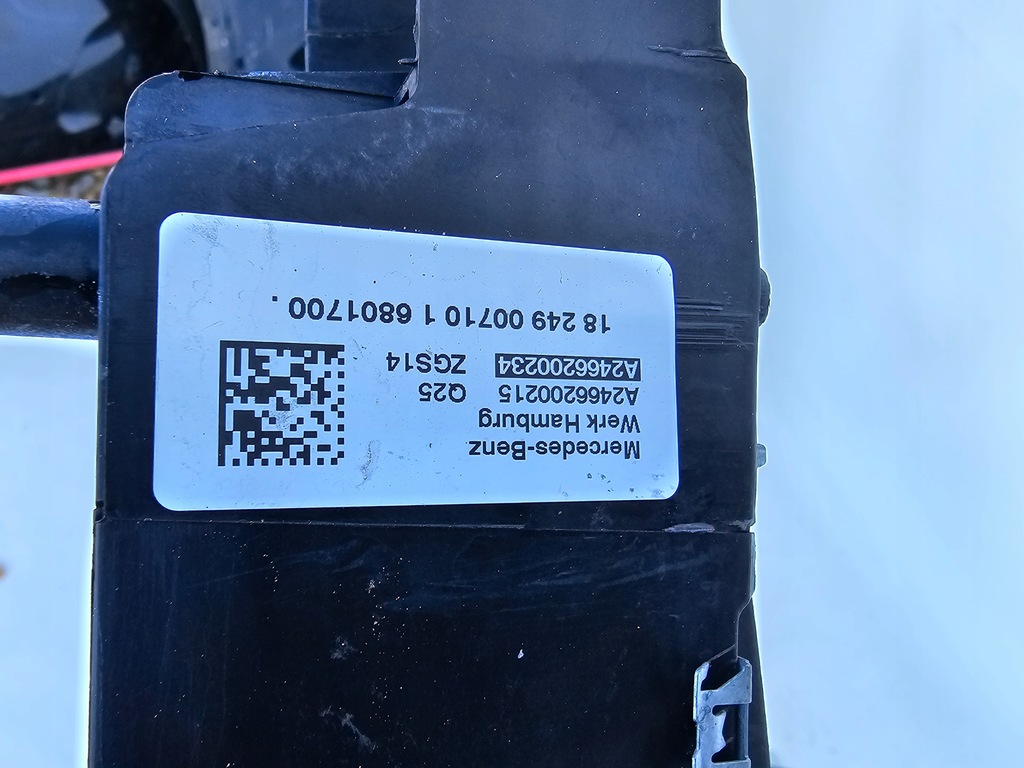 Mercedes-Benz
Werk Hamburg
A2466200215 Q25
A2466200234 ZGS14
18 249 00710 1 6801700 .